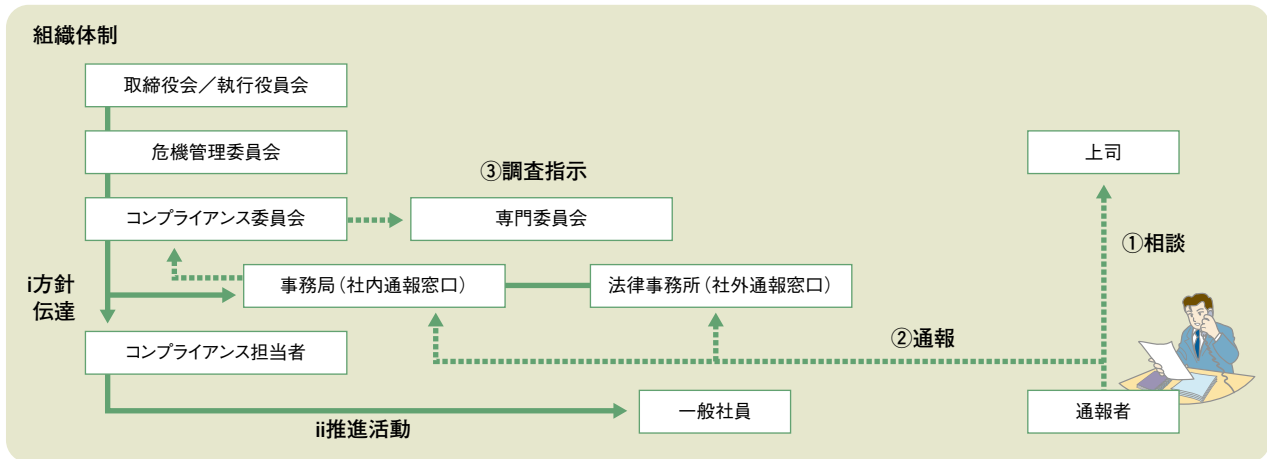 組織体制
取締役会／執行役員会
危機管理委員会
上司
③調査指示
コンプライアンス委員会
専門委員会
①相談
i方針
伝達
事務局（社内通報窓口）
法律事務所（社外通報窓口）
②通報
コンプライアンス担当者
一般社員
通報者
ii推進活動